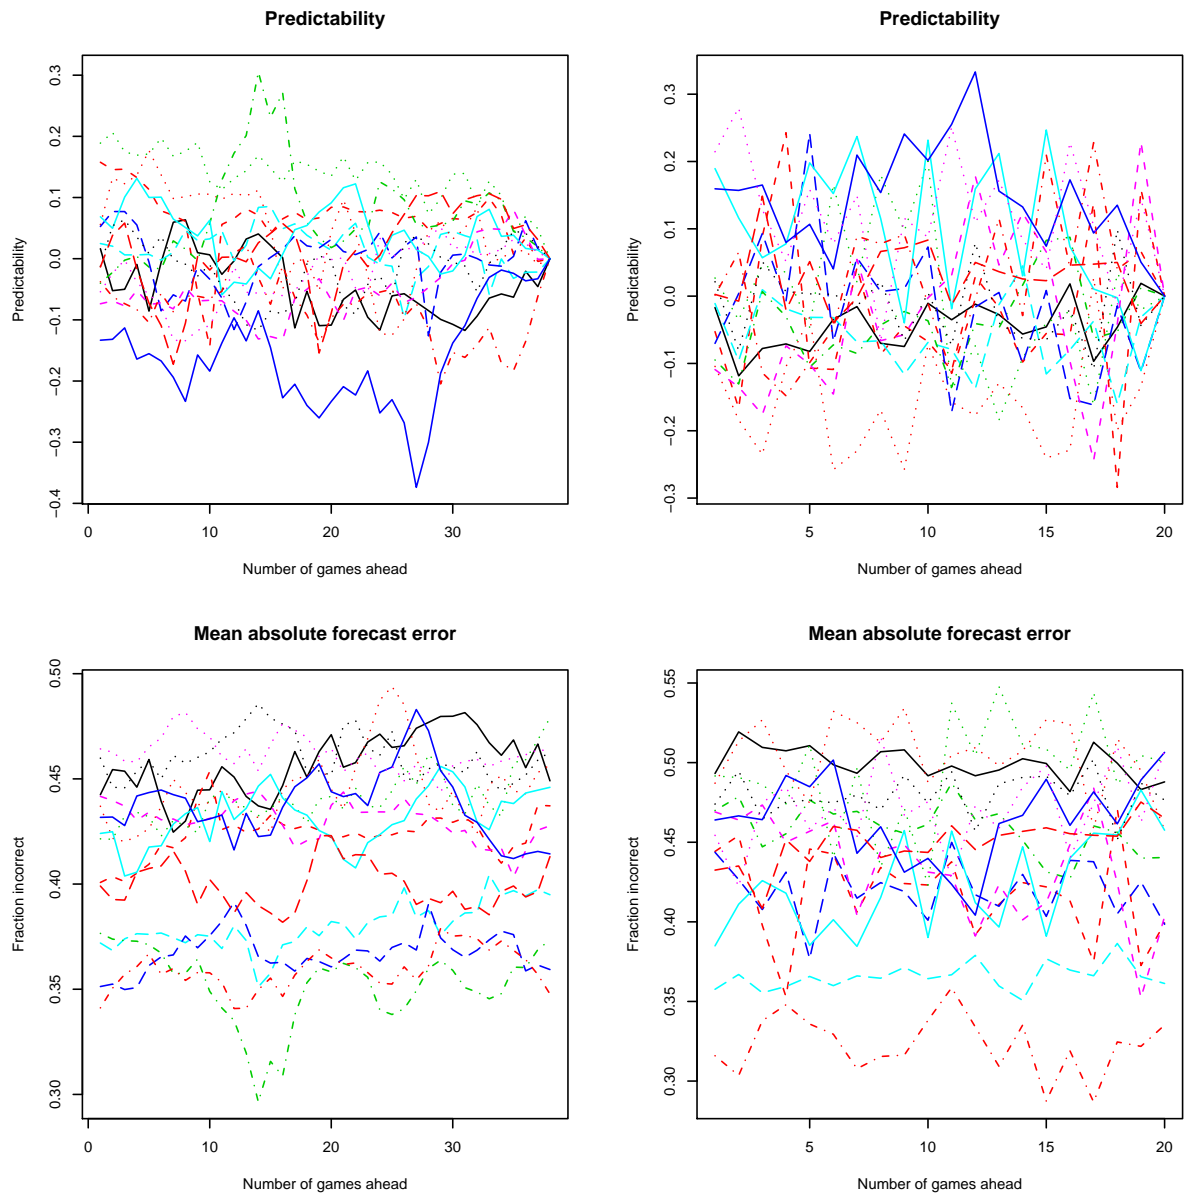 Predictability
0.3
0.2
0.1
0.0
−0.1
−0.2
−0.3
−0.4
Predictability
0 10 20 30
Number of games ahead
Predictability
0.3
0.2
0.1
0.0
−0.1
−0.2
−0.3
Predictability
5 10 15 20
Number of games ahead
Mean absolute forecast error
0.50
0.45
0.40
0.35
0.30
Fraction incorrect
0 10 20 30
Number of games ahead
Mean absolute forecast error
0.55
0.50
0.45
0.40
0.35
0.30
Fraction incorrect
5 10 15 20
Number of games ahead